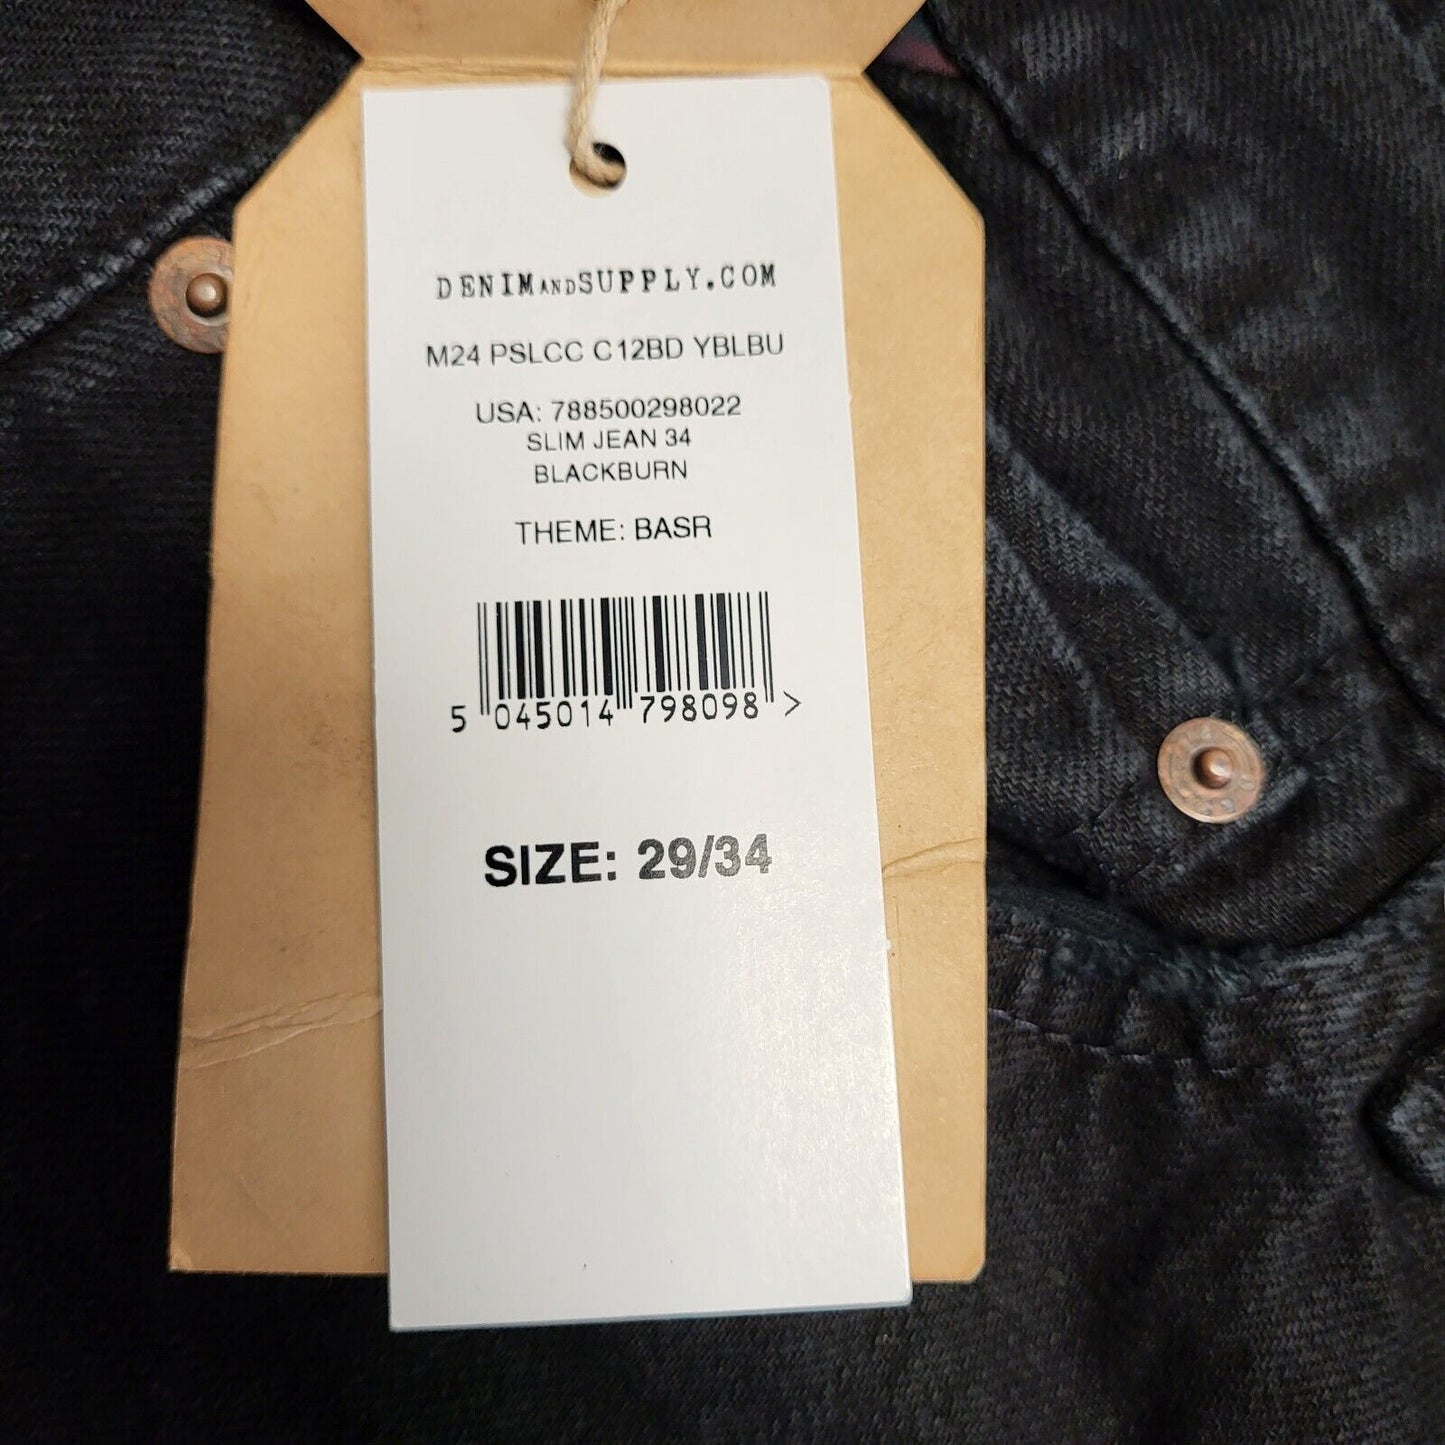 DENIMANDSUPPLY.COM
M24 PSLCC C12BD YBLBU
USA: 788500298022
SLIM JEAN 34
BLACKBURN
THEME: BASR
5 045014 798098 >
SIZE: 29/34